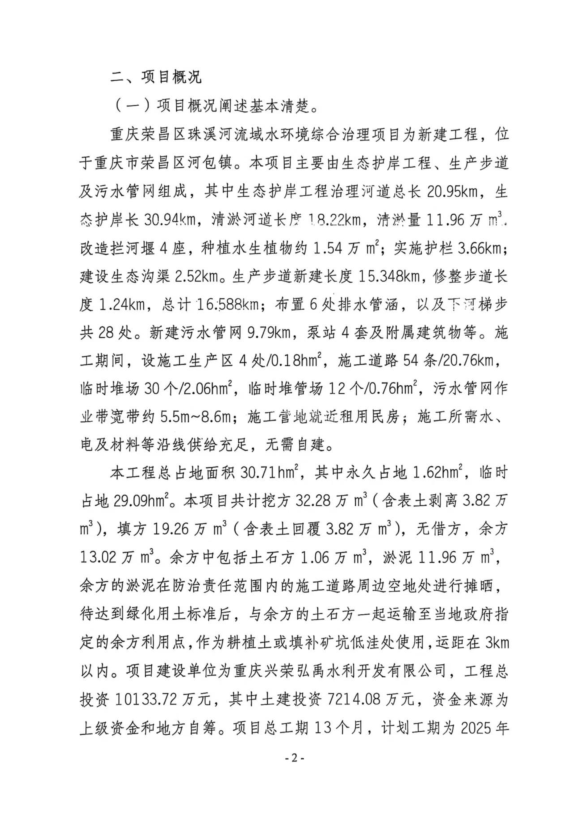 二、项目概况
（一）项目概况阐述基本清楚。
重庆荣昌区珠溪河流域水环境综合治理项目为新建工程，位
于重庆市荣昌区河包镇。本项目主要由生态护岸工程、生产步道
及污水管网组成，其中生态护岸工程治理河道总长 20.95km，生
态护岸长 30.94km，清淤河道长度 18.22km，清淤量 11.96 万 m³，
改造拦河堰 4 座，种植水生植物约 1.54 万 m²；实施护栏 3.66km；
建设生态沟渠 2.52km。生产步道新建长度 15.348km，修整步道长
度 1.24km，总计 16.588km；布置 6 处排水管涵，以及下河梯步
共 28 处。新建污水管网 9.79km，泵站 4 套及附属建筑物等。施
工期间，设施工生产区 4 处/0.18hm²，施工道路 54 条/20.76km，
临时堆场 30 个/2.06hm²，临时堆管场 12 个/0.76hm²，污水管网作
业带宽带约 5.5m~8.6m；施工营地就近租用民房；施工所需水、
电及材料等沿线供给充足，无需自建。
本工程总占地面积 30.71hm²，其中永久占地 1.62hm²，临时
占地 29.09hm²。本项目共计挖方 32.28 万 m³（含表土剥离 3.82 万
m³），填方 19.26 万 m³（含表土回覆 3.82 万 m³），无借方，余方
13.02 万 m³。余方中包括土石方 1.06 万 m³，淤泥 11.96 万 m³，
余方的淤泥在防治责任范围内的施工道路周边空地处进行摊晒，
待达到绿化用土标准后，与余方的土石方一起运输至当地政府指
定的余方利用点，作为耕植土或填补矿坑低洼处使用，运距在 3km
以内。项目建设单位为重庆兴荣弘禹水利开发有限公司，工程总
投资 10133.72 万元，其中土建投资 7214.08 万元，资金来源为
上级资金和地方自筹。项目总工期 13 个月，计划工期为 2025 年
- 2 -